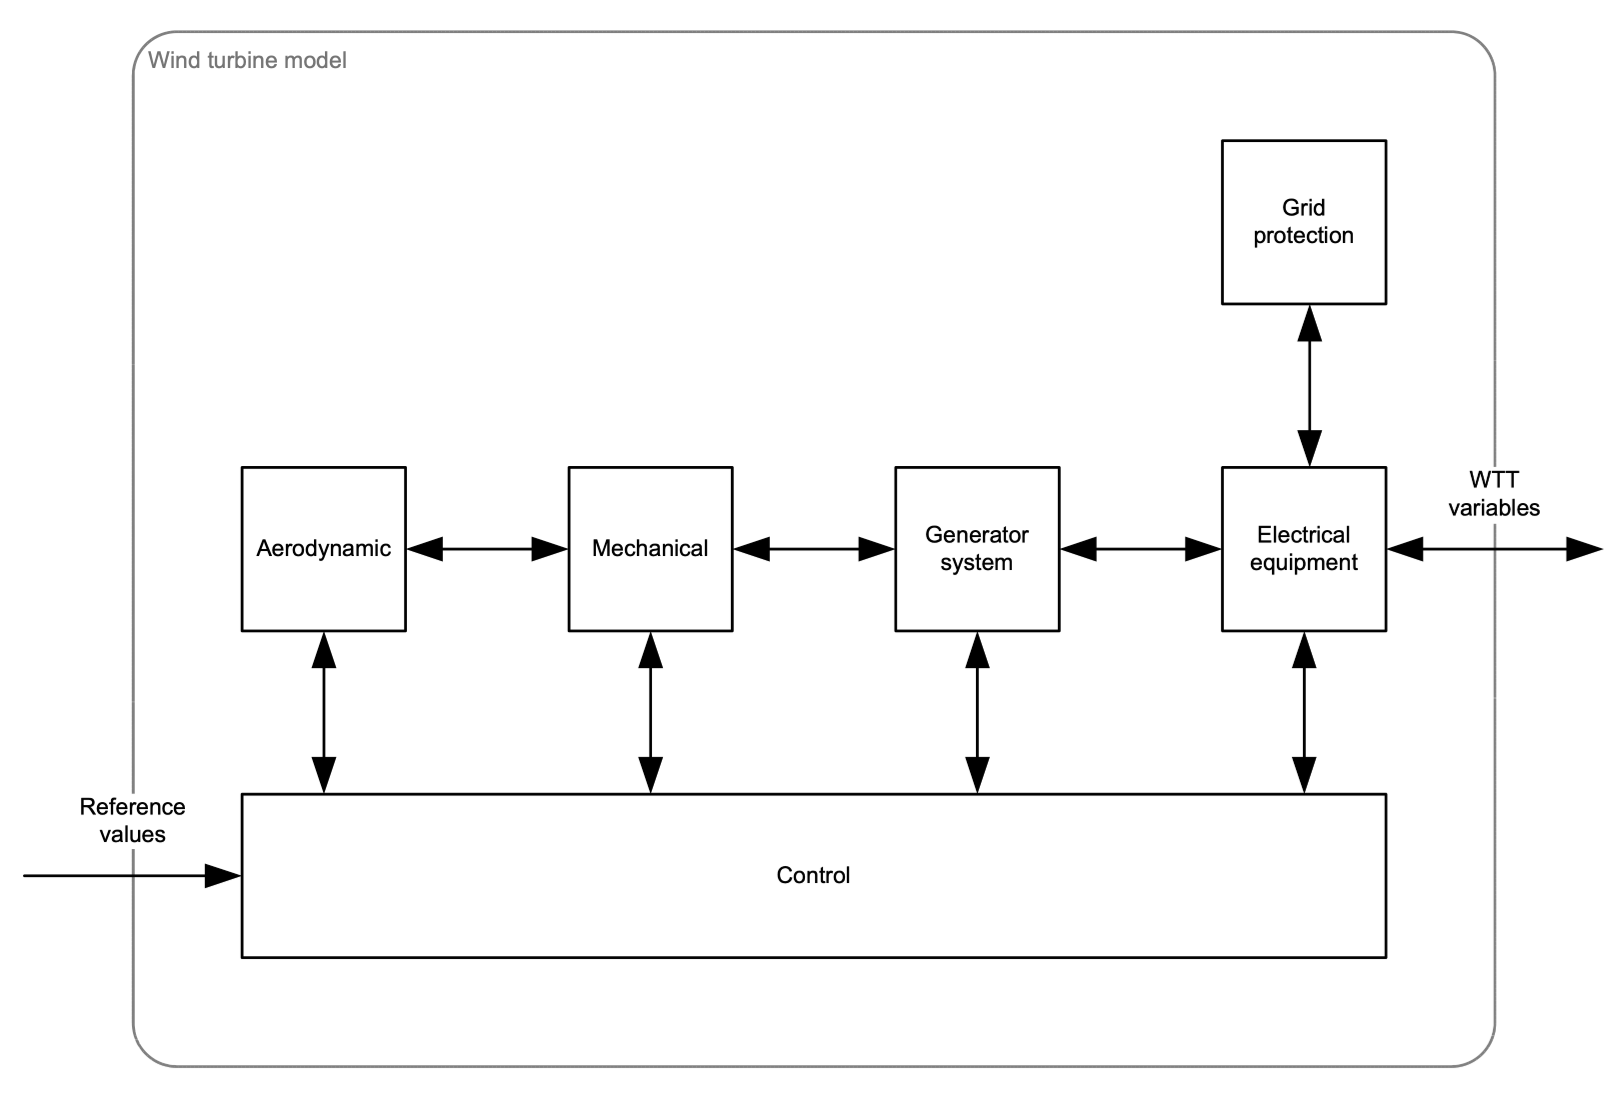 Wind turbine model
Grid
protection
WTT
variables
Aerodynamic
Mechanical
Generator
system
Electrical
equipment
Reference
values
Control